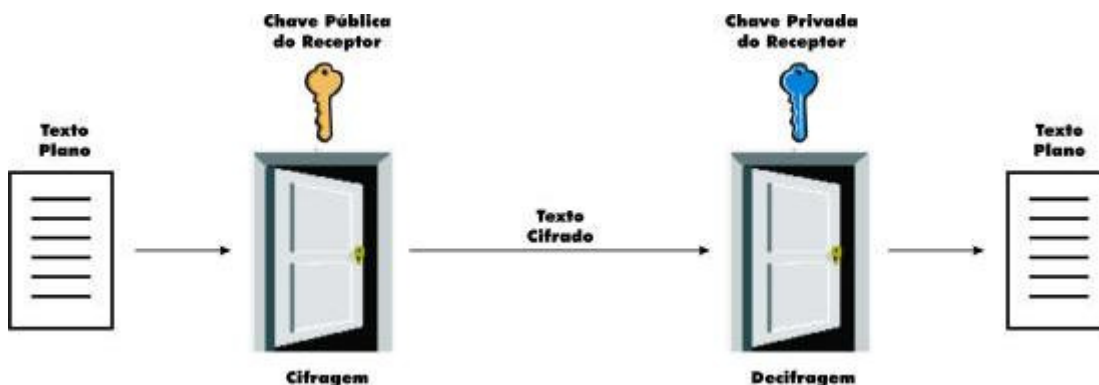 Chave Pública
do Receptor
Chave Privada
do Receptor
Texto
Plano
Texto
Cifrado
Texto
Plano
Cifragem
Decifragem